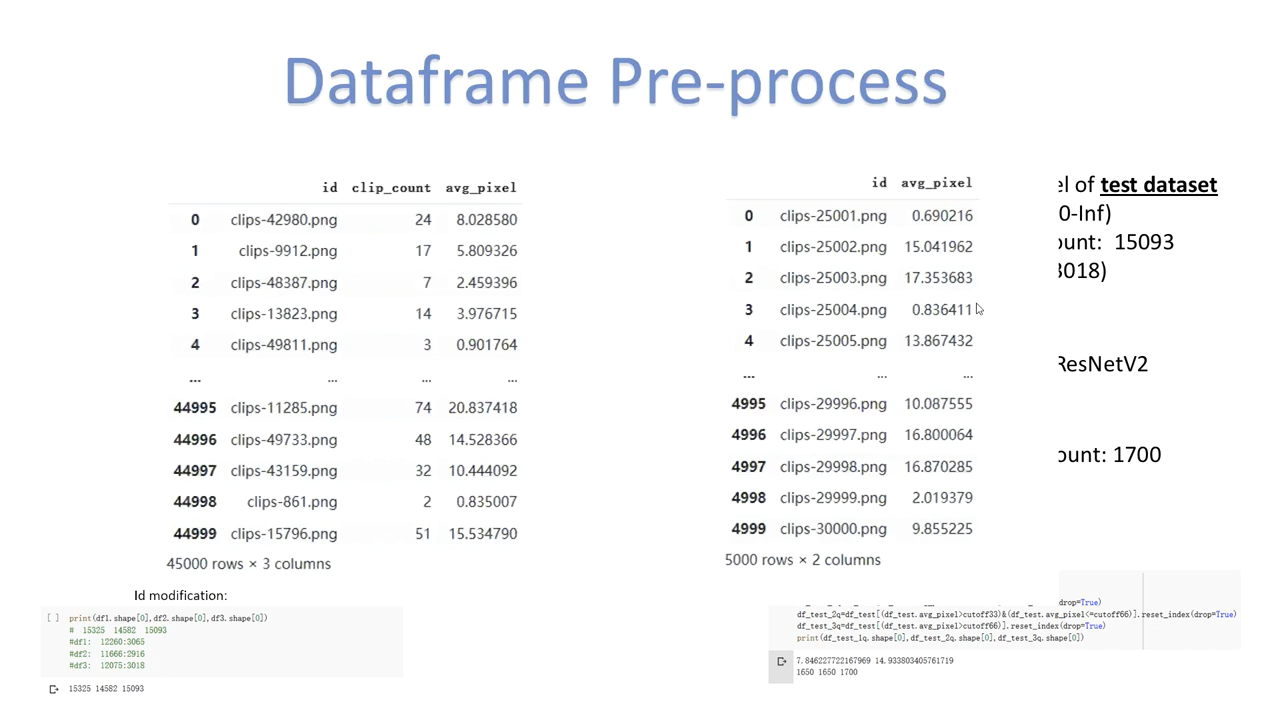 Dataframe Pre-process
id clip_count avg_pixel
0 clips-42980.png 24 8.028580
1 clips-9912.png 17 5.809326
2 clips-48387.png 7 2.459396
3 clips-13823.png 14 3.976715
4 clips-49811.png 3 0.901764
... ... ... ...
44995 clips-11285.png 74 20.837418
44996 clips-49733.png 48 14.528366
44997 clips-43159.png 32 10.444092
44998 clips-861.png 2 0.835007
44999 clips-15796.png 51 15.534790
45000 rows × 3 columns
Id modification:
[ ] print(df1.shape[0],df2.shape[0],df3.shape[0])
# 15325 14582 15093
#df1: 12260:3065
#df2: 11666:2916
#df3: 12075:3018
15325 14582 15093
id avg_pixel
0 clips-25001.png 0.690216
1 clips-25002.png 15.041962
2 clips-25003.png 17.353683
3 clips-25004.png 0.836411
4 clips-25005.png 13.867432
... ... ...
4995 clips-29996.png 10.087555
4996 clips-29997.png 16.800064
4997 clips-29998.png 16.870285
4998 clips-29999.png 2.019379
4999 clips-30000.png 9.855225
5000 rows × 2 columns
el of test dataset
0-Inf)
ount: 15093
3018)
ResNetV2
ount: 1700
drop=True)
df_test_2q=df_test[(df_test.avg_pixel>cutoff33)&(df_test.avg_pixel<=cutoff66)].reset_index(drop=True)
df_test_3q=df_test[(df_test.avg_pixel>cutoff66)].reset_index(drop=True)
print(df_test_1q.shape[0],df_test_2q.shape[0],df_test_3q.shape[0])
7.846227722167969 14.933803405761719
1650 1650 1700